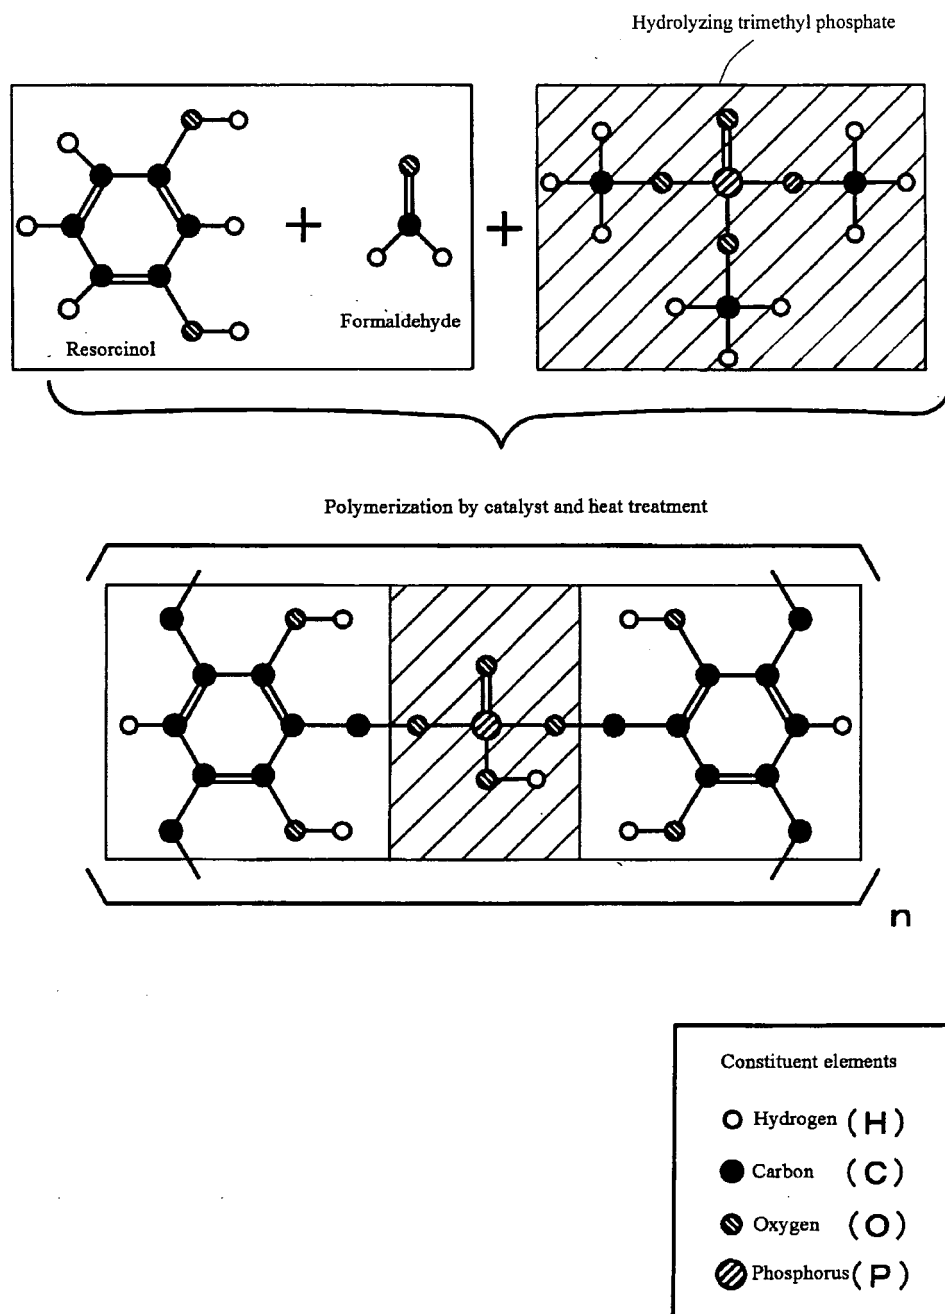 Hydrolyzing trimethyl phosphate
+
+
Formaldehyde
Resorcinol
Polymerization by catalyst and heat treatment
n
Constituent elements
Hydrogen (H)
Carbon (C)
Oxygen (O)
Phosphorus (P)